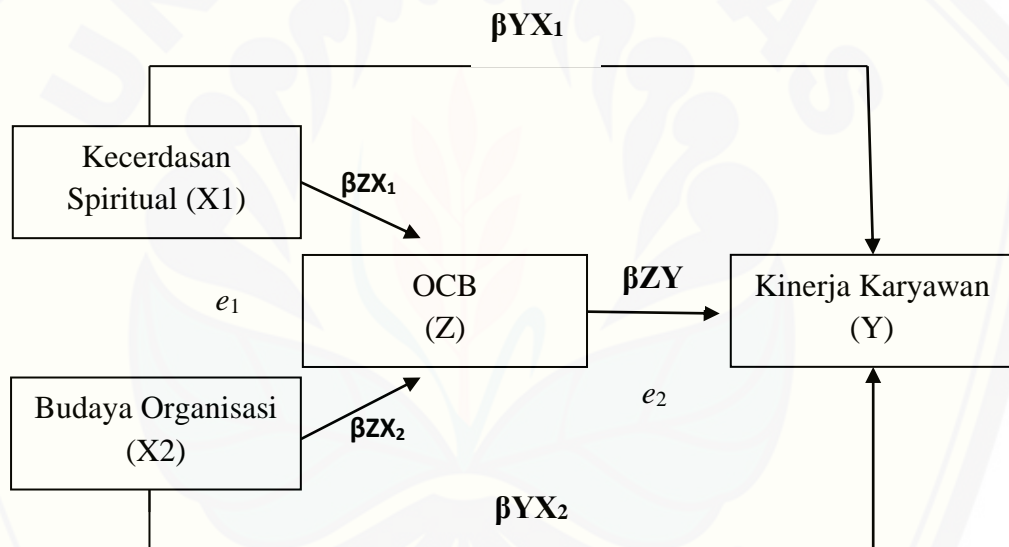 βYX₁
Kecerdasan
Spiritual (X1)
βZX₁
OCB
(Z)
βZY
Kinerja Karyawan
(Y)
e₁
e₂
Budaya Organisasi
(X2)
βZX₂
βYX₂